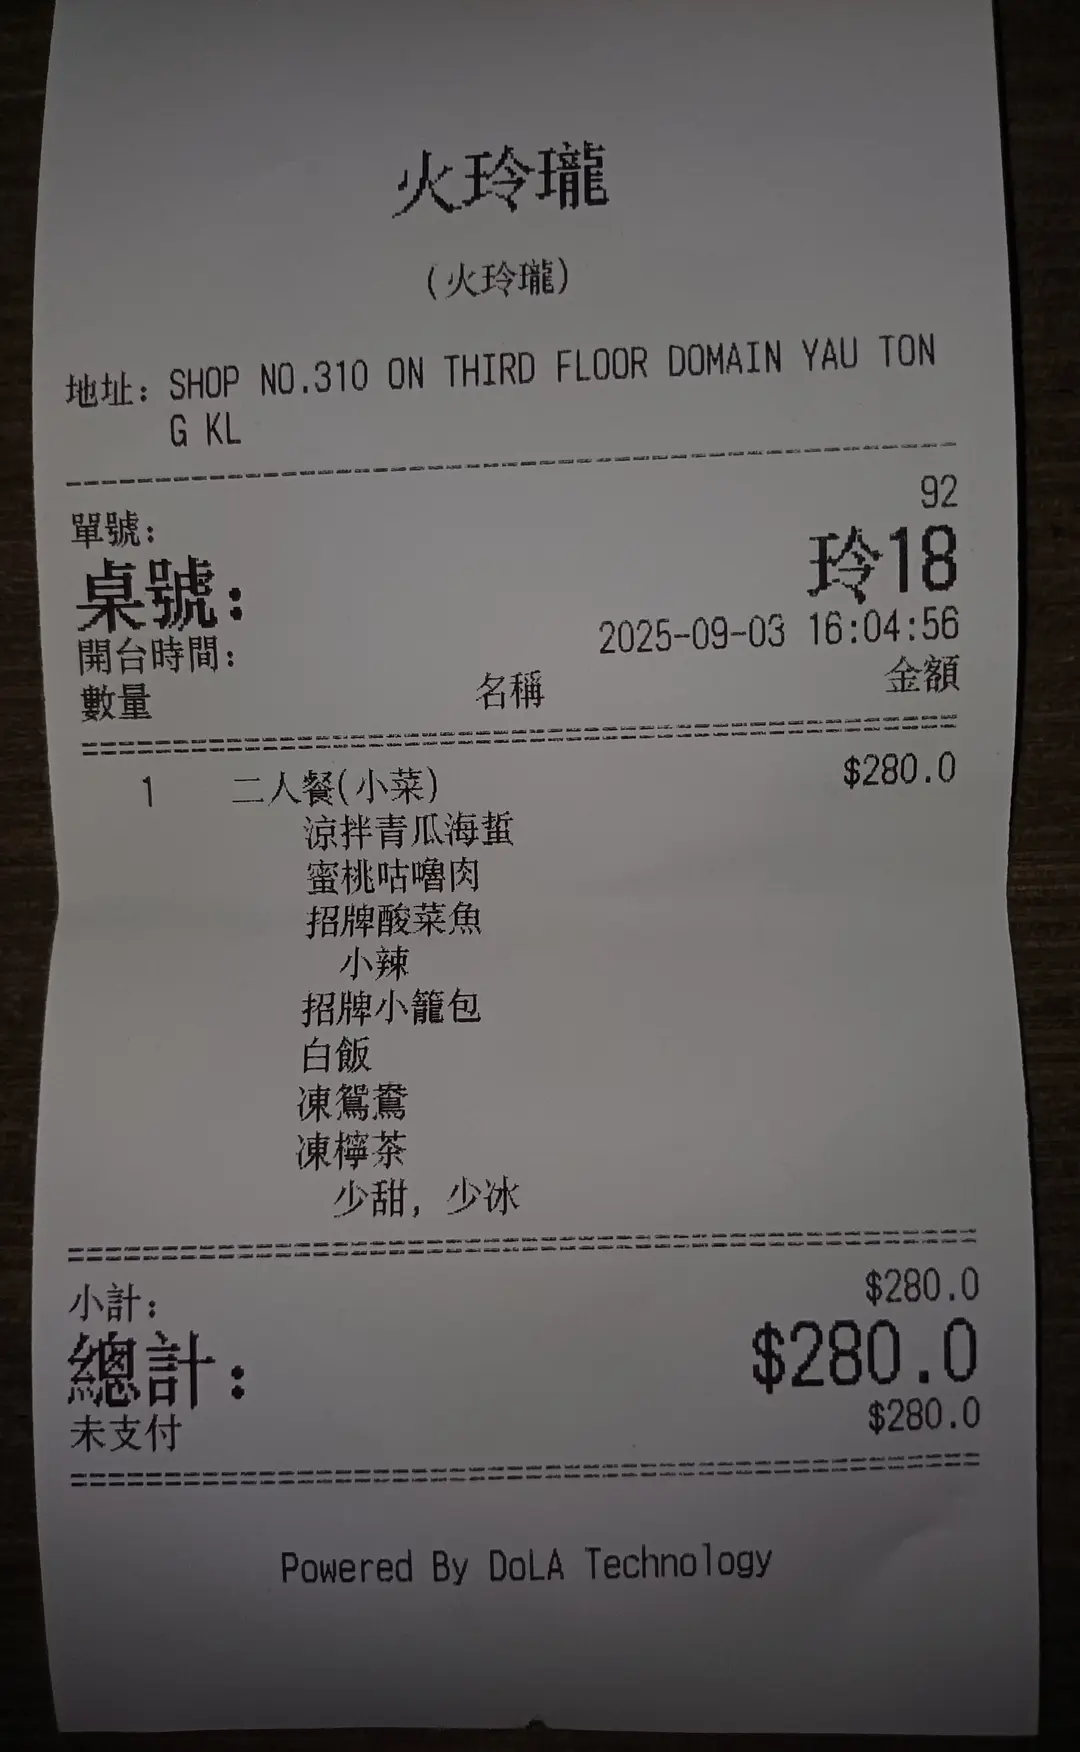 火玲瓏
(火玲瓏)
地址: SHOP NO.310 ON THIRD FLOOR DOMAIN YAU TON
G KL
單號: 92
桌號: 玲18
開台時間: 2025-09-03 16:04:56
數量 名稱 金額
1 二人餐(小菜) $280.0
涼拌青瓜海蜇
蜜桃咕嚕肉
招牌酸菜魚
小辣
招牌小籠包
白飯
凍鴛鴦
凍檸茶
少甜, 少冰
小計: $280.0
總計: $280.0
未支付 $280.0
Powered By DoLA Technology